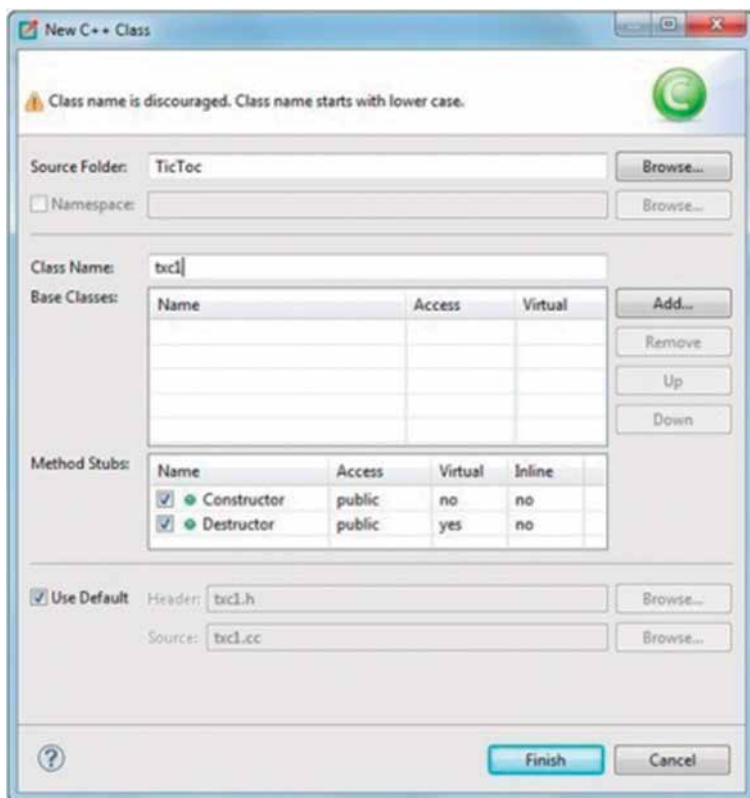 New C++ Class
Class name is discouraged. Class name starts with lower case.
Source Folder: TicToc Browse...
Namespace: Browse...
Class Name: txc1
Base Classes: Name Access Virtual Add...
Remove
Up
Down
Method Stubs: Name Access Virtual Inline
Constructor public no no
Destructor public yes no
Use Default Header: txc1.h Browse...
Source: txc1.cc Browse...
? Finish Cancel